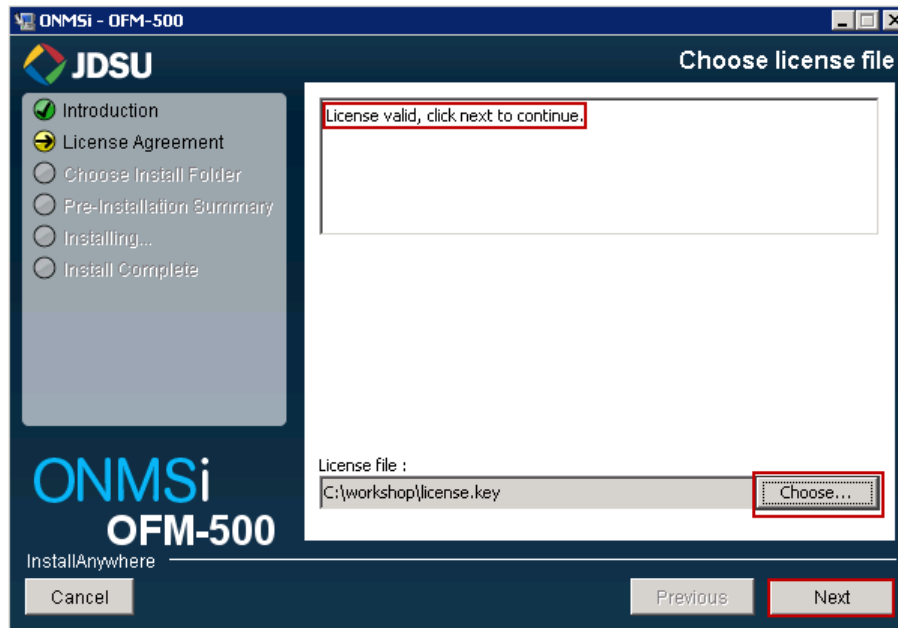 ONMSi - OFM-500
JDSU
Choose license file
Introduction
License Agreement
Choose Install Folder
Pre-Installation Summary
Installing...
Install Complete
License valid, click next to continue.
License file :
C:\workshop\license.key
Choose...
ONMSi
OFM-500
InstallAnywhere
Cancel
Previous
Next